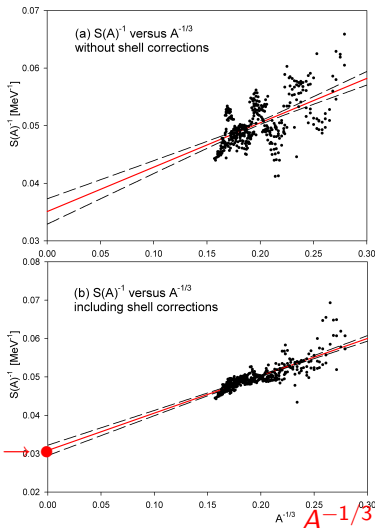 0.07
(a) S(A)⁻¹ versus A⁻¹/³
without shell corrections
0.06
0.05
S(A)⁻¹ [MeV⁻¹]
0.04
0.03
0.00 0.05 0.10 0.15 0.20 0.25 0.30
0.08
(b) S(A)⁻¹ versus A⁻¹/³
including shell corrections
0.07
0.06
0.05
S(A)⁻¹ [MeV⁻¹]
0.04
0.03
0.02
0.00 0.05 0.10 0.15 0.20 0.25 0.30
A⁻¹/³
A⁻¹/³